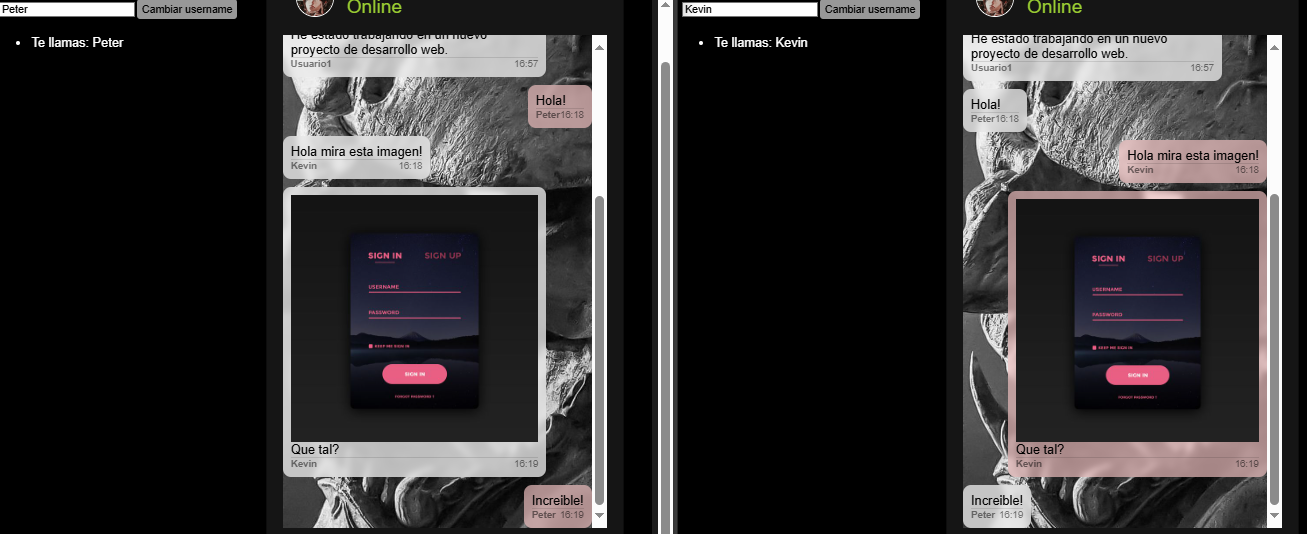 Peter
Cambiar username
Te llamas: Peter
Online
He estado trabajando en un nuevo
proyecto de desarrollo web.
Usuario1 16:57
Hola!
Peter 16:18
Hola mira esta imagen!
Kevin 16:18
SIGN IN SIGN UP
USERNAME
PASSWORD
KEEP ME SIGN IN
SIGN IN
FORGOT PASSWORD ?
Que tal?
Kevin 16:19
Increible!
Peter 16:19
Kevin
Cambiar username
Te llamas: Kevin
Online
He estado trabajando en un nuevo
proyecto de desarrollo web.
Usuario1 16:57
Hola!
Peter 16:18
Hola mira esta imagen!
Kevin 16:18
SIGN IN SIGN UP
USERNAME
PASSWORD
KEEP ME SIGN IN
SIGN IN
FORGOT PASSWORD ?
Que tal?
Kevin 16:19
Increible!
Peter 16:19